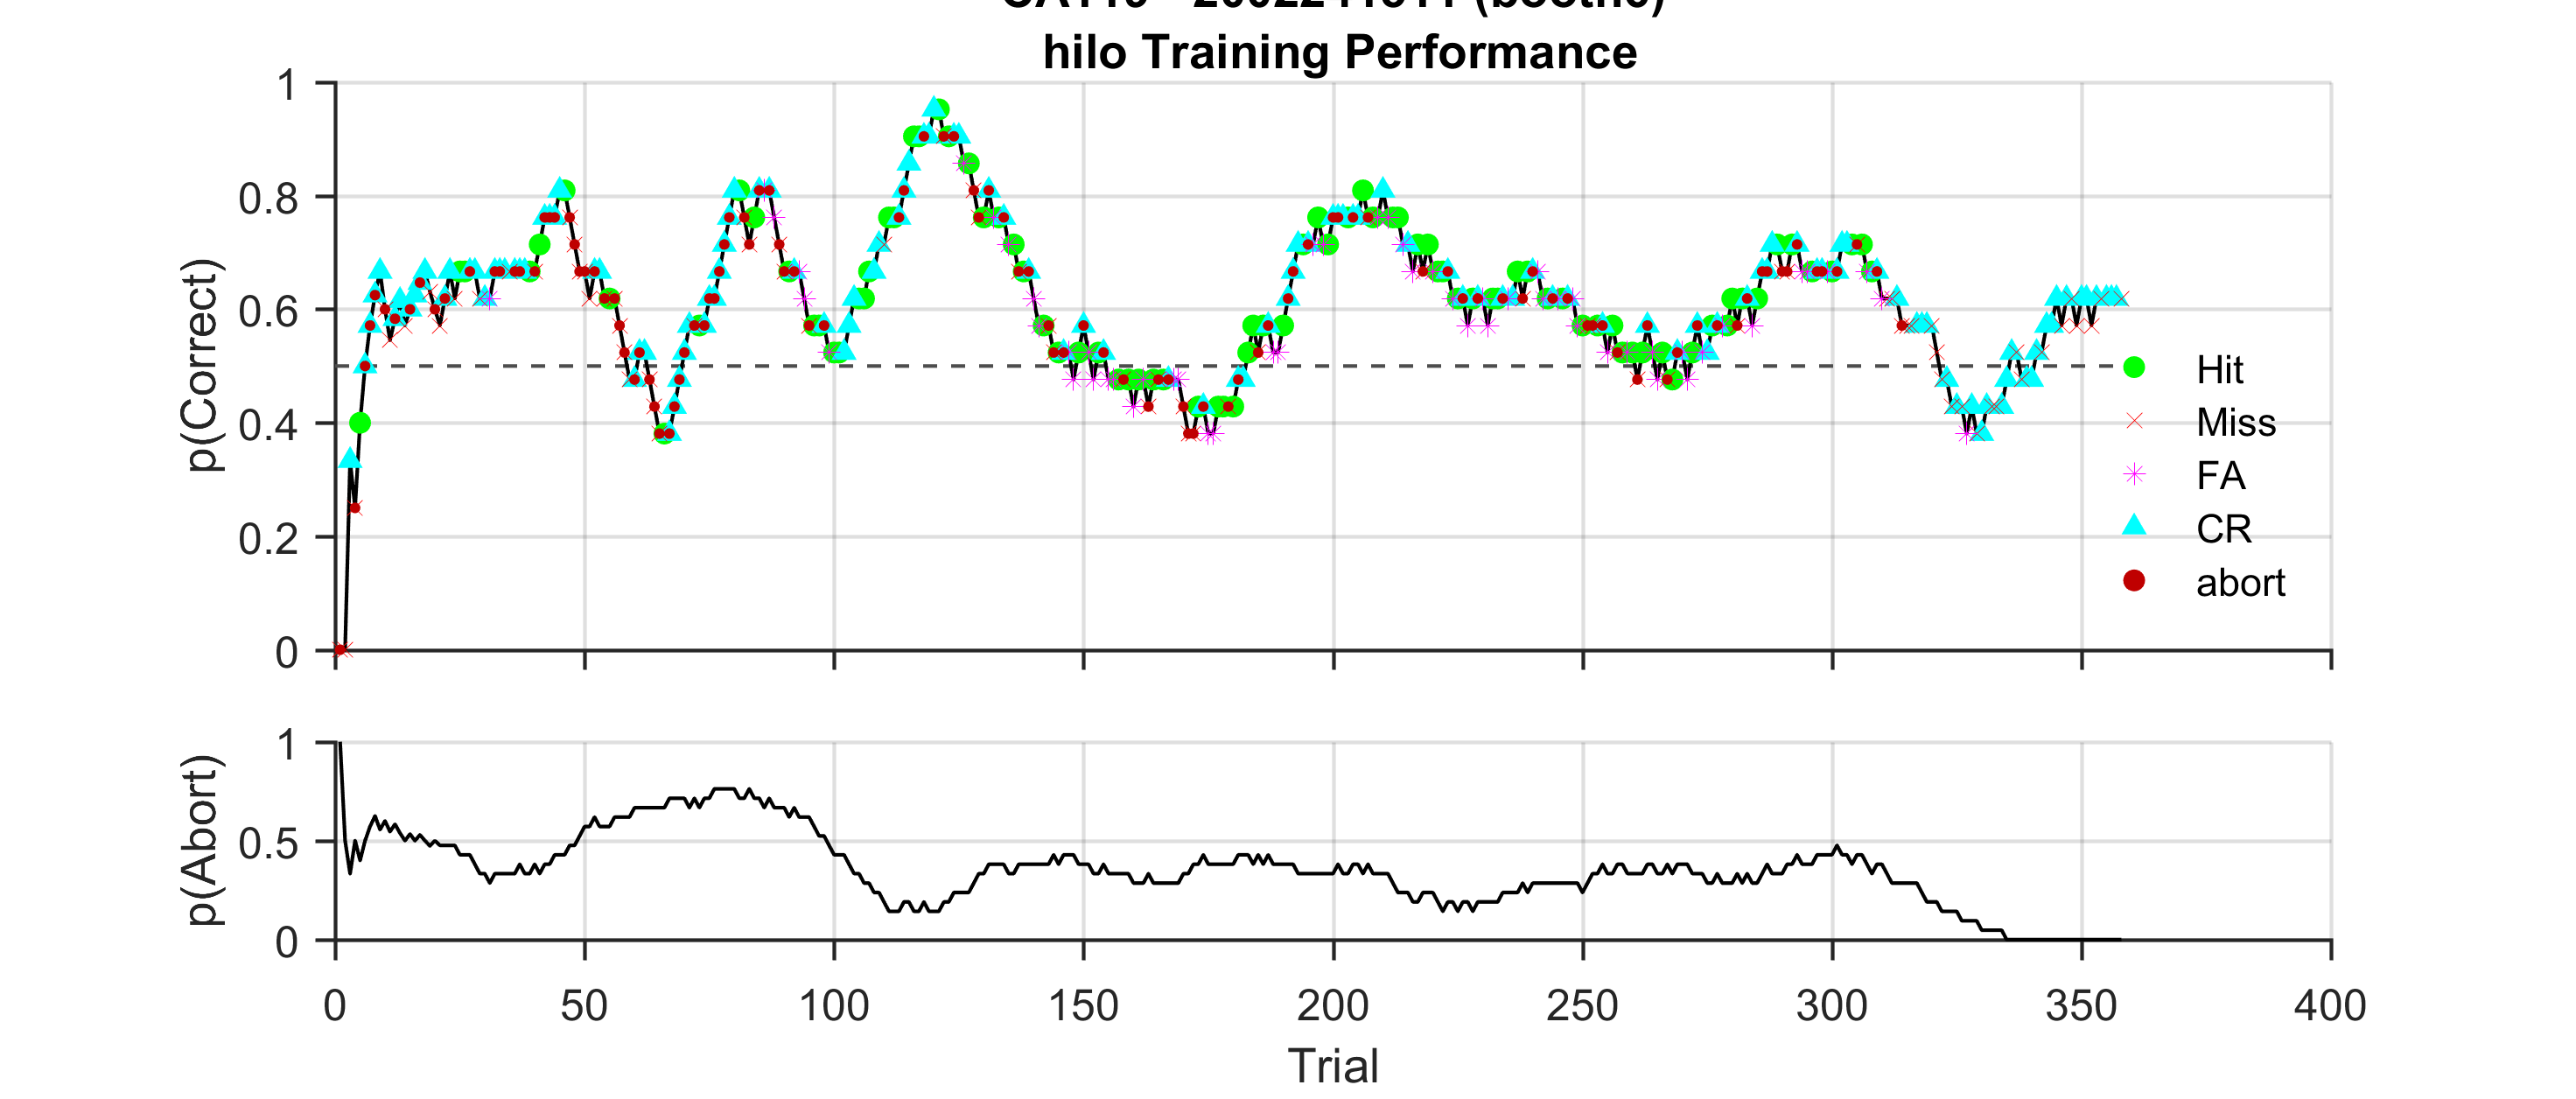 hilo Training Performance
1
0.8
0.6
0.4
0.2
0
p(Correct)
Hit
Miss
FA
CR
abort
1
0.5
0
p(Abort)
0 50 100 150 200 250 300 350 400
Trial